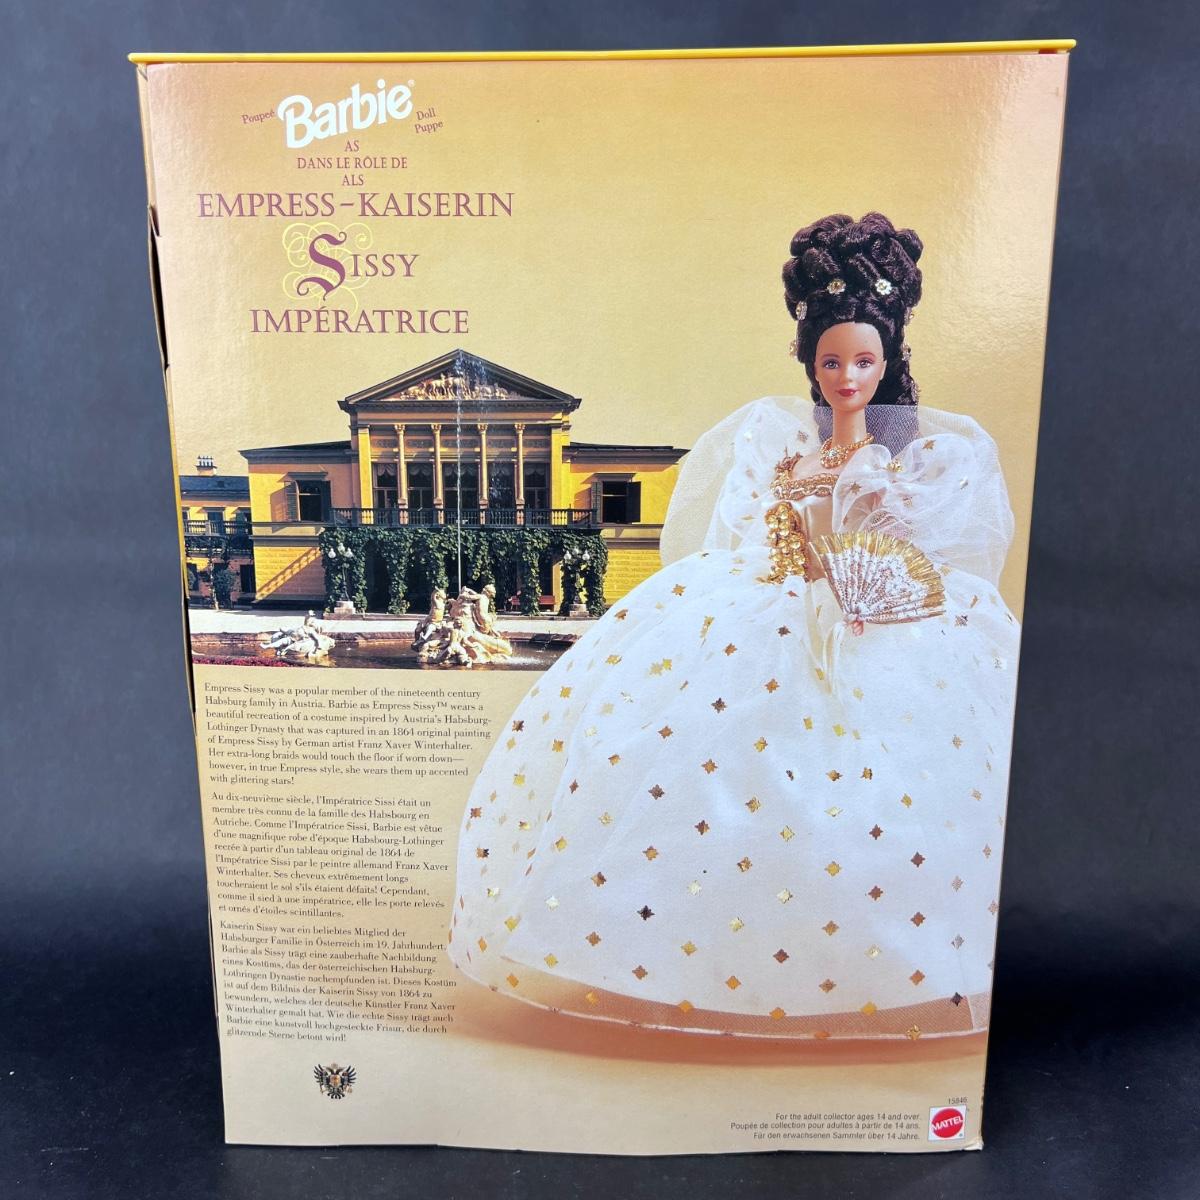 Poupeé Barbie® Doll
Puppe
AS
DANS LE RÔLE DE
ALS
EMPRESS-KAISERIN
SISSY
IMPÉRATRICE
Empress Sissy was a popular member of the nineteenth century
Habsburg family in Austria. Barbie as Empress Sissy™ wears a
beautiful recreation of a costume inspired by Austria's Habsburg-
Lothinger Dynasty that was captured in an 1864 original painting
of Empress Sissy by German artist Franz Xaver Winterhalter.
Her extra-long braids would touch the floor if worn down—
however, in true Empress style, she wears them up accented
with glittering stars!
Au dix-neuvième siècle, l'Impératrice Sissi était un
membre très connu de la famille des Habsbourg en
Autriche. Comme l'Impératrice Sissi, Barbie est vêtue
d'une magnifique robe d'époque Habsbourg-Lothinger
recrée à partir d'un tableau original de 1864 de
l'Impératrice Sissi par le peintre allemand Franz Xaver
Winterhalter. Ses cheveux extrêmement longs
toucheraient le sol s'ils étaient défaits! Cependant,
comme il sied à une impératrice, elle les porte relevés
et ornés d'étoiles scintillantes.
Kaiserin Sissy war ein beliebtes Mitglied der
Habsburger Familie in Österreich im 19. Jahrhundert.
Barbie als Sissy trägt eine zauberhafte Nachbildung
eines Kostüms, das der österreichischen Habsburg-
Lothringen Dynastie nachempfunden ist. Dieses Kostüm
ist auf dem Bildnis der Kaiserin Sissy von 1864 zu
bewundern, welches der deutsche Künstler Franz Xaver
Winterhalter gemalt hat. Wie die echte Sissy trägt auch
Barbie eine kunstvoll hochgesteckte Frisur, die durch
glitzernde Sterne betont wird!
15846
For the adult collector ages 14 and over.
Poupée de collection pour adultes à partir de 14 ans.
Für den erwachsenen Sammler über 14 Jahre.
MATTEL